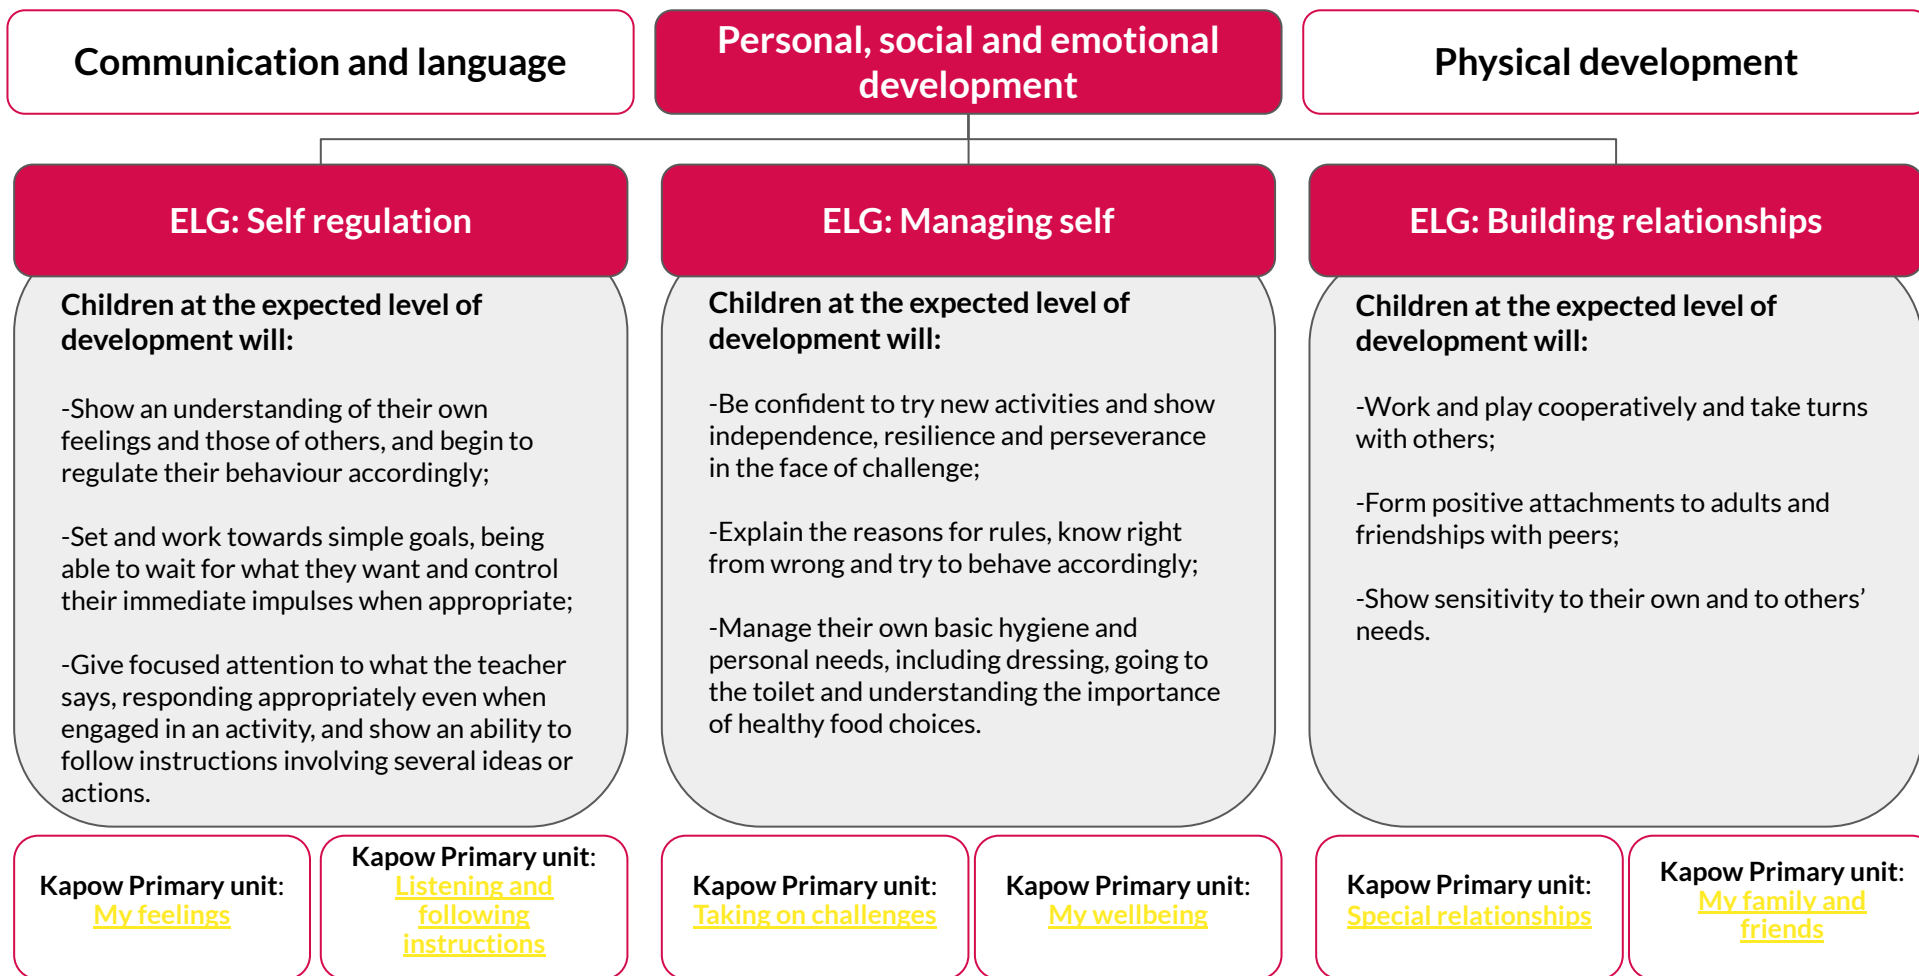 Communication and language
Personal, social and emotional
development
Physical development
ELG: Self regulation
Children at the expected level of
development will:
-Show an understanding of their own
feelings and those of others, and begin to
regulate their behaviour accordingly;
-Set and work towards simple goals, being
able to wait for what they want and control
their immediate impulses when appropriate;
-Give focused attention to what the teacher
says, responding appropriately even when
engaged in an activity, and show an ability to
follow instructions involving several ideas or
actions.
Kapow Primary unit:
My feelings
Kapow Primary unit:
Listening and
following
instructions
ELG: Managing self
Children at the expected level of
development will:
-Be confident to try new activities and show
independence, resilience and perseverance
in the face of challenge;
-Explain the reasons for rules, know right
from wrong and try to behave accordingly;
-Manage their own basic hygiene and
personal needs, including dressing, going to
the toilet and understanding the importance
of healthy food choices.
Kapow Primary unit:
Taking on challenges
Kapow Primary unit:
My wellbeing
ELG: Building relationships
Children at the expected level of
development will:
-Work and play cooperatively and take turns
with others;
-Form positive attachments to adults and
friendships with peers;
-Show sensitivity to their own and to others’
needs.
Kapow Primary unit:
Special relationships
Kapow Primary unit:
My family and
friends